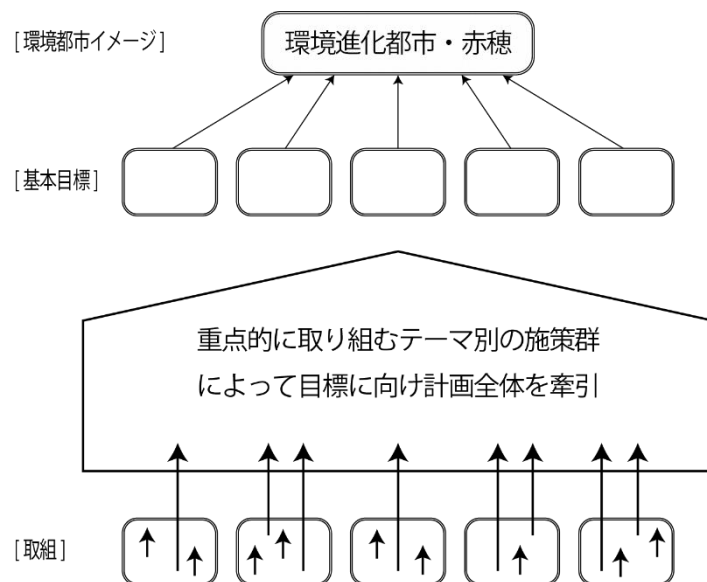 [環境都市イメージ]
環境進化都市・赤穂
[基本目標]
重点的に取り組むテーマ別の施策群
によって目標に向け計画全体を牽引
[取組]